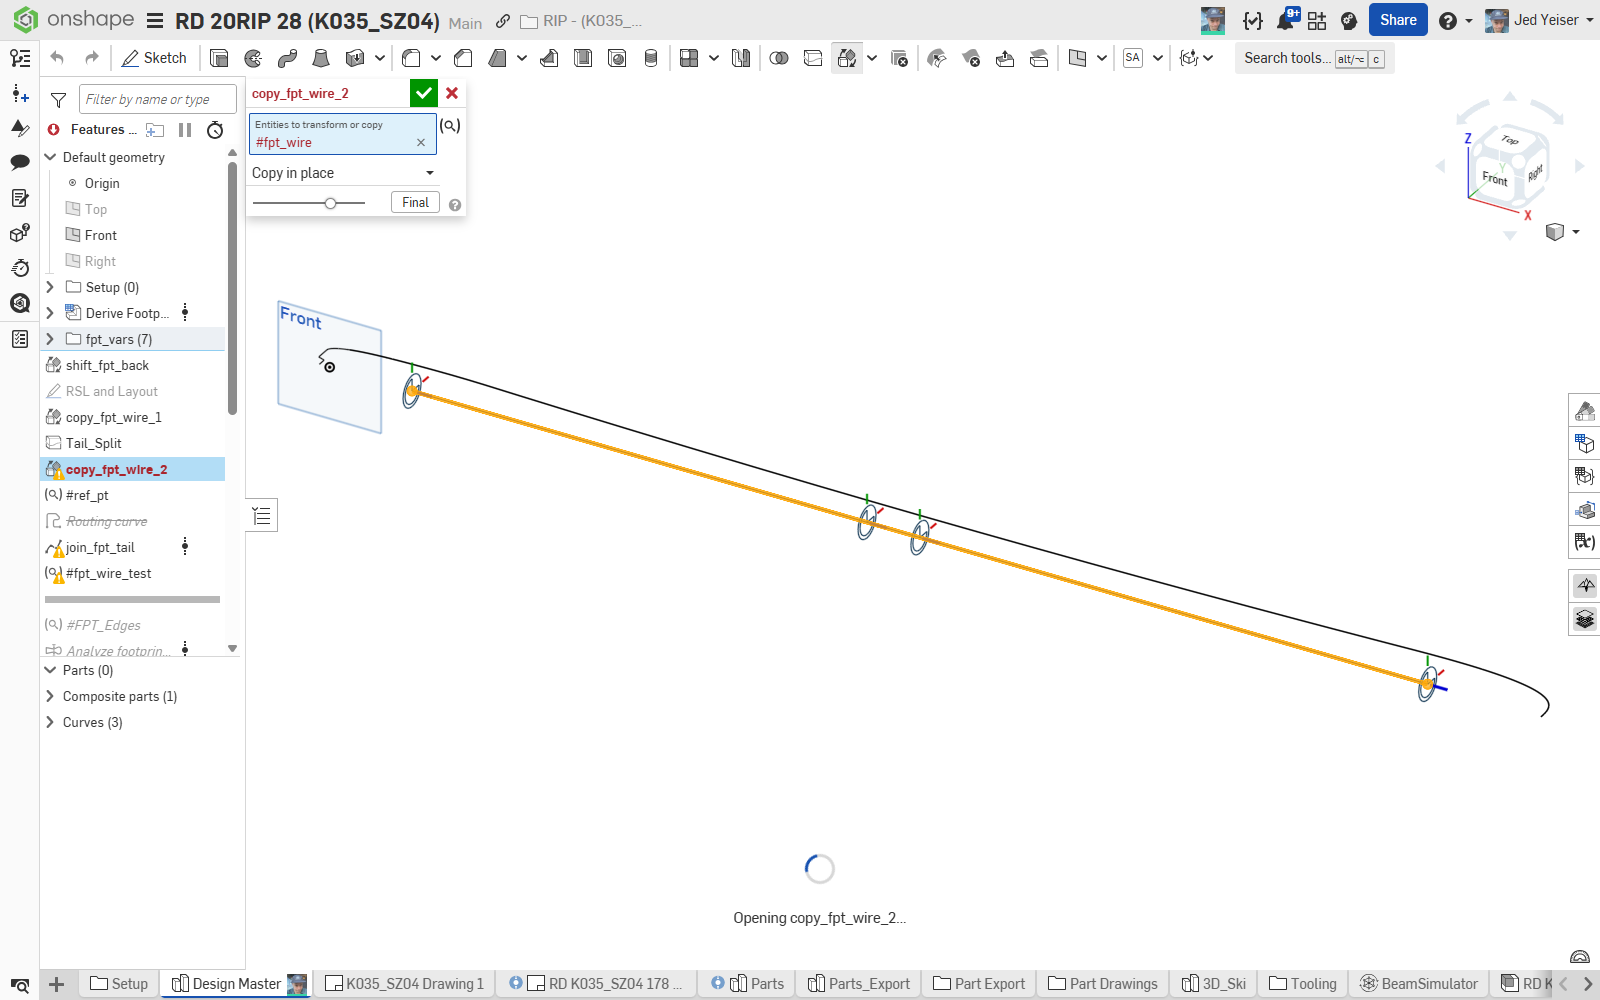 onshape
RD 20RIP 28 (K035_SZ04) Main
RIP - (K035_...
9+
Share
Jed Yeiser
Sketch
SA
Search tools... alt/⌥ c
Filter by name or type
Features ...
Default geometry
Origin
Top
Front
Right
Setup (0)
Derive Footp...
fpt_vars (7)
shift_fpt_back
RSL and Layout
copy_fpt_wire_1
Tail_Split
copy_fpt_wire_2
#ref_pt
Routing curve
join_fpt_tail
#fpt_wire_test
#FPT_Edges
Analyze footprin...
Parts (0)
Composite parts (1)
Curves (3)
copy_fpt_wire_2
Entities to transform or copy
#fpt_wire
Copy in place
Final
Front
Z
Top
Y
Front
Right
X
Opening copy_fpt_wire_2...
Setup
Design Master
K035_SZ04 Drawing 1
RD K035_SZ04 178 ...
Parts
Parts_Export
Part Export
Part Drawings
3D_Ski
Tooling
BeamSimulator
RD K